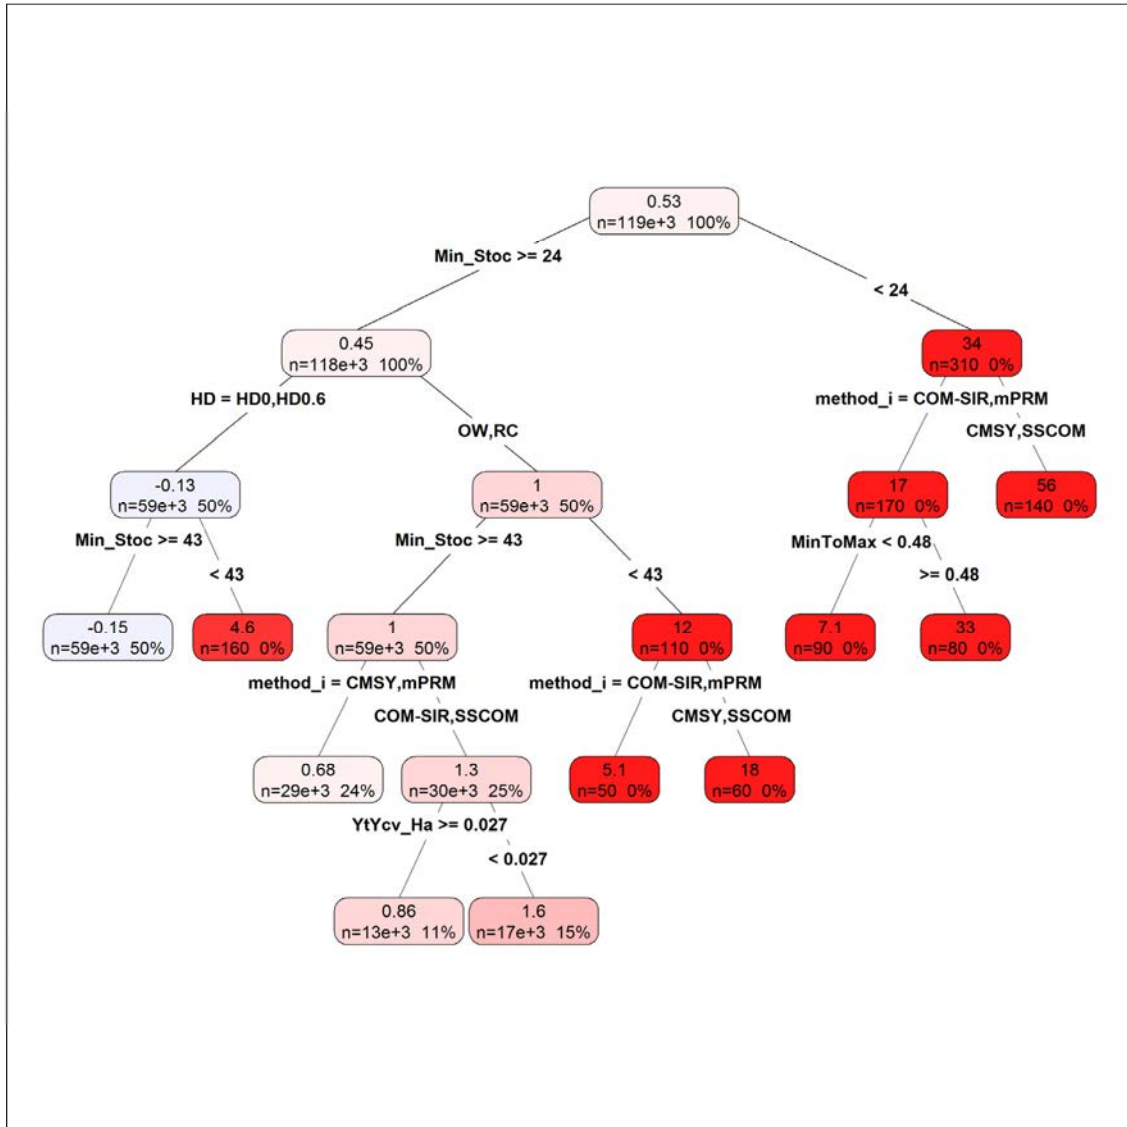 0.53
n=119e+3 100%
Min_Stoc >= 24
< 24
0.45
n=118e+3 100%
34
n=310 0%
HD = HD0,HD0.6
OW,RC
method_i = COM-SIR,mPRM
CMSY,SSCOM
-0.13
n=59e+3 50%
1
n=59e+3 50%
17
n=170 0%
56
n=140 0%
Min_Stoc >= 43
< 43
Min_Stoc >= 43
< 43
MinToMax < 0.48
>= 0.48
-0.15
n=59e+3 50%
4.6
n=160 0%
1
n=59e+3 50%
12
n=110 0%
7.1
n=90 0%
33
n=80 0%
method_i = CMSY,mPRM
COM-SIR,SSCOM
method_i = COM-SIR,mPRM
CMSY,SSCOM
0.68
n=29e+3 24%
1.3
n=30e+3 25%
5.1
n=50 0%
18
n=60 0%
YtYcv_Ha >= 0.027
< 0.027
0.86
n=13e+3 11%
1.6
n=17e+3 15%